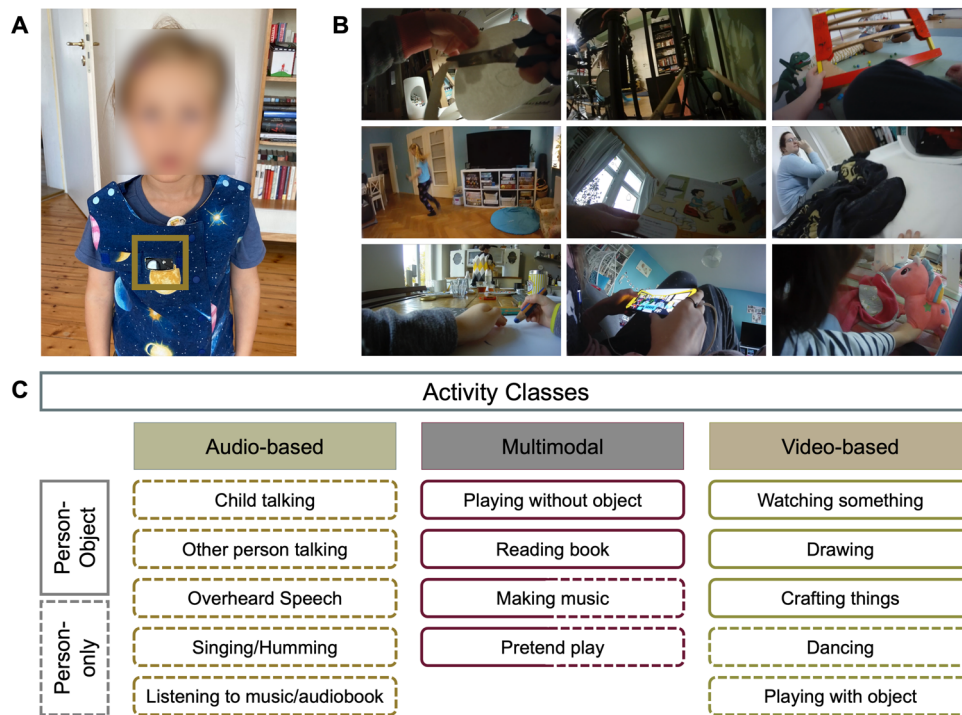 A
B
C
Activity Classes
Audio-based
Multimodal
Video-based
Person-
Object
Child talking
Playing without object
Watching something
Other person talking
Reading book
Drawing
Overheard Speech
Making music
Crafting things
Person-
only
Singing/Humming
Pretend play
Dancing
Listening to music/audiobook
Playing with object